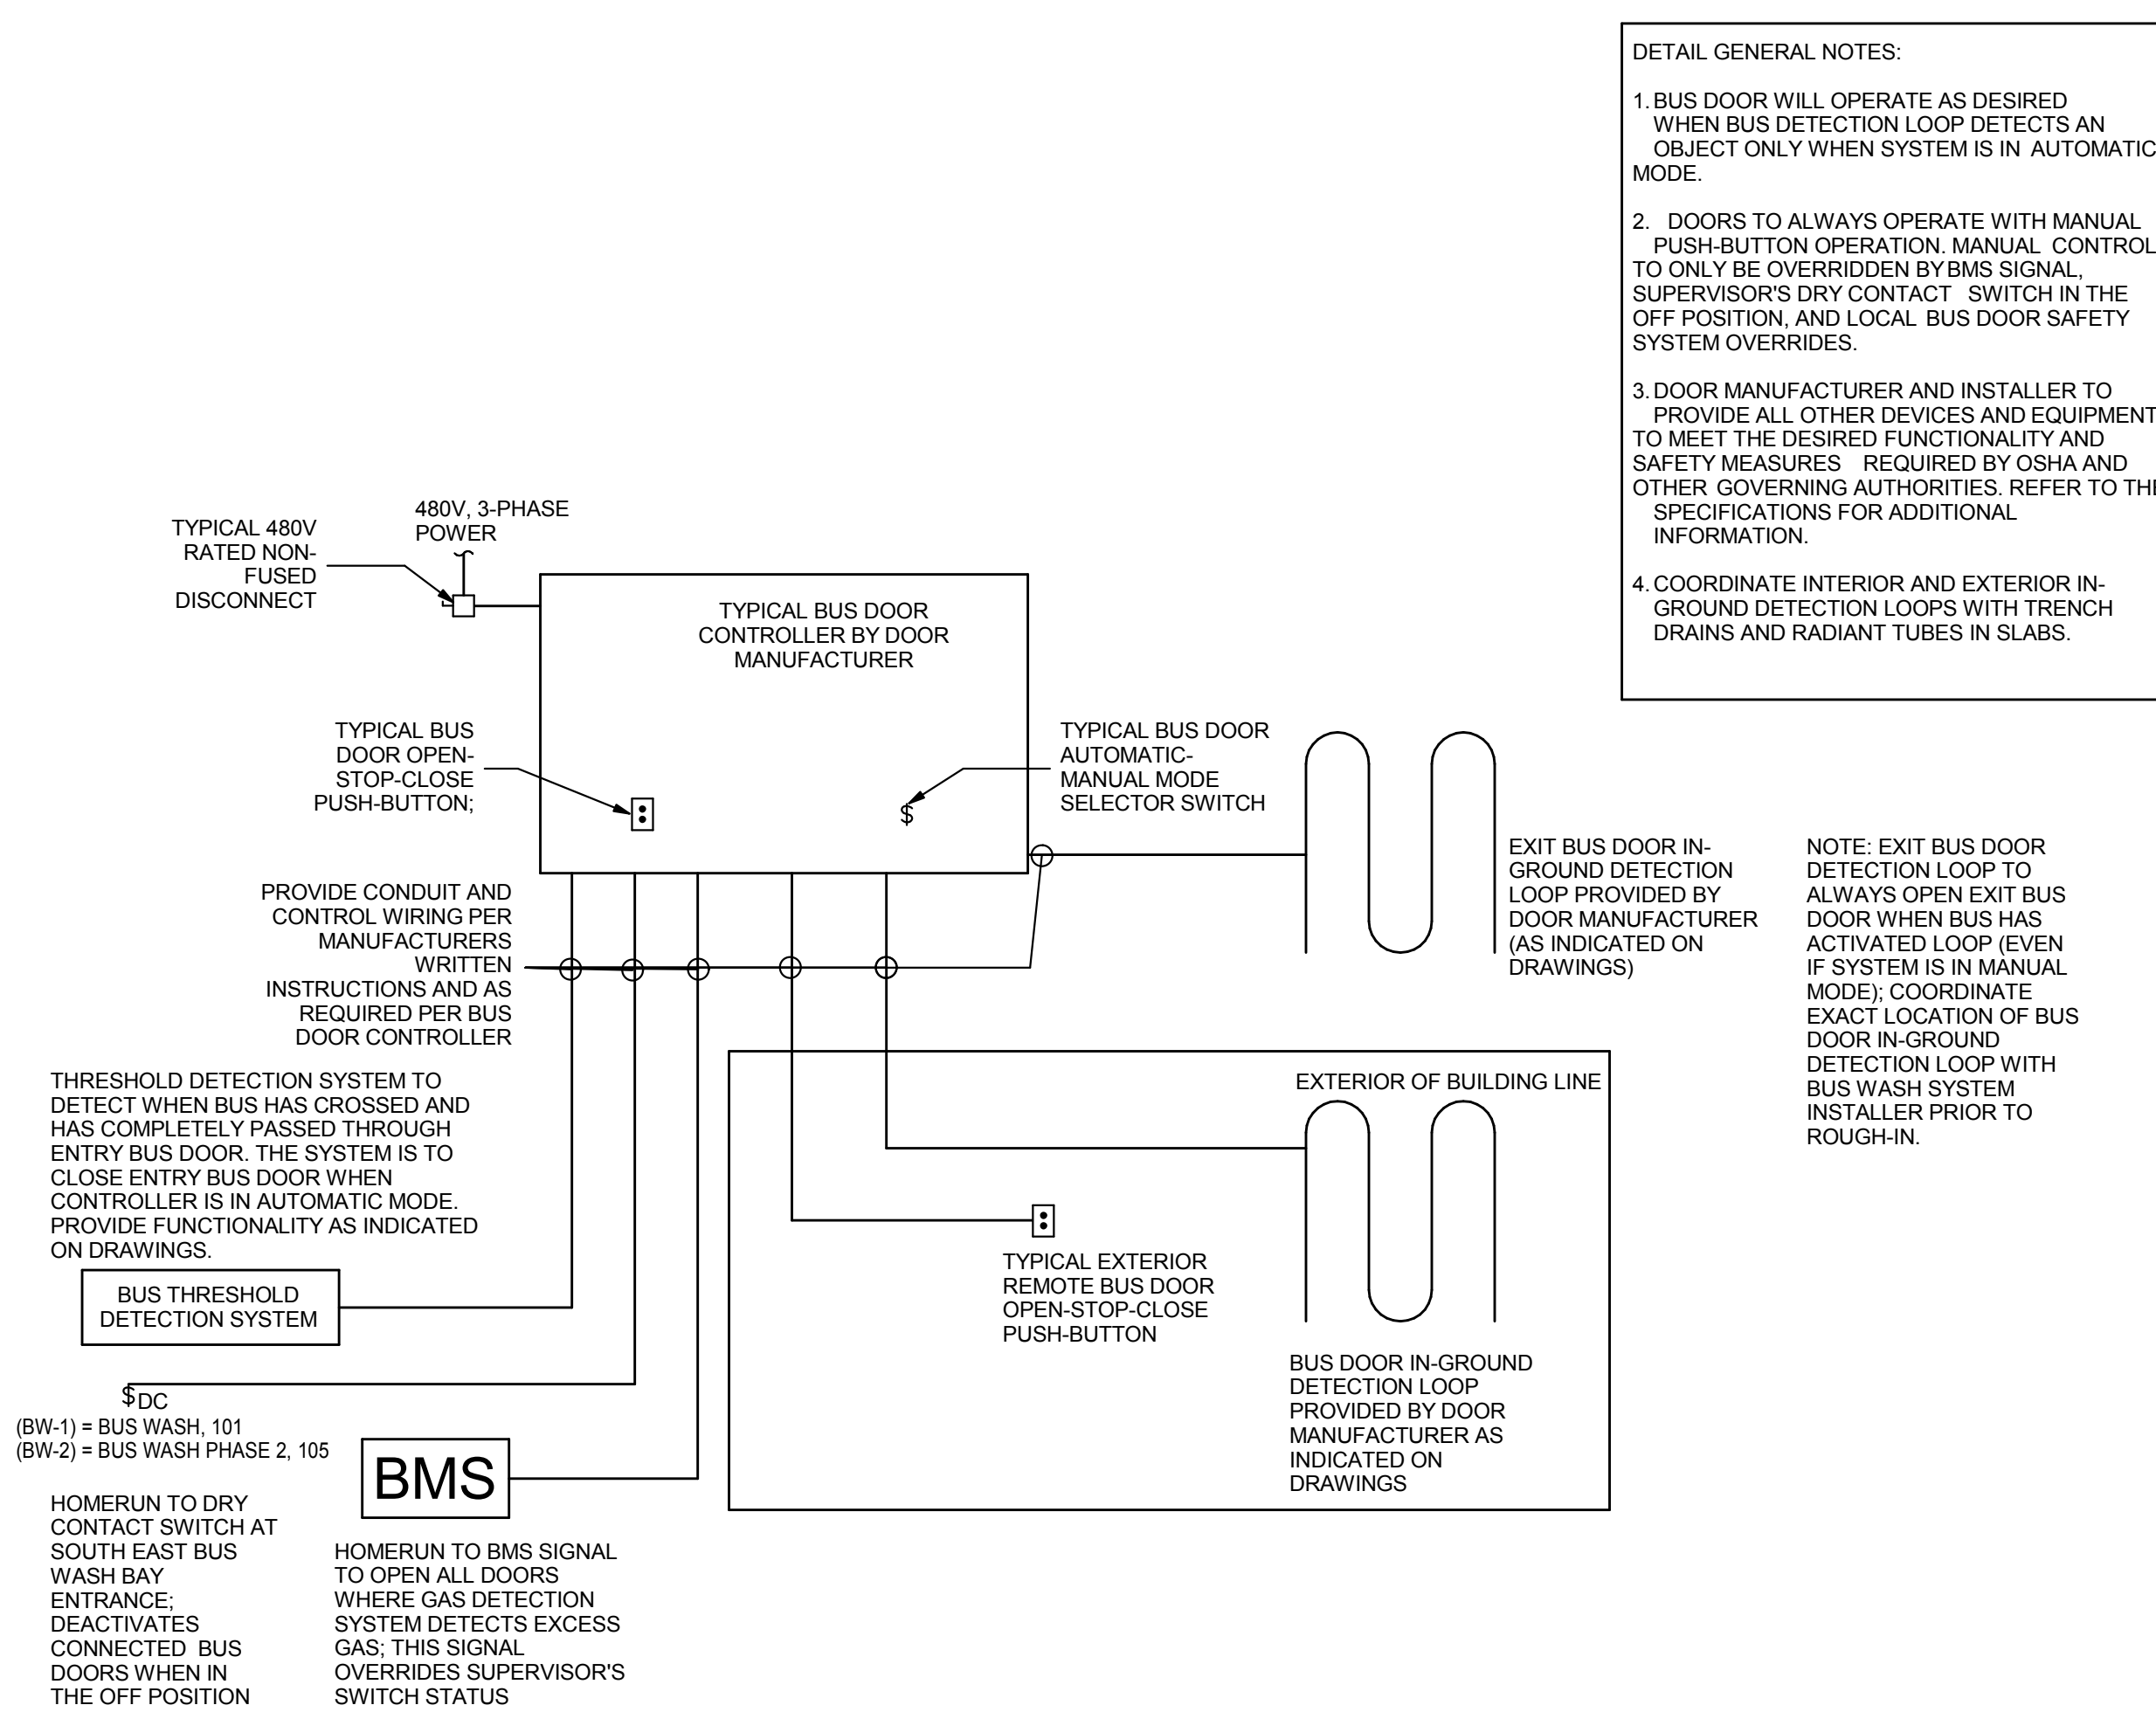 DETAIL GENERAL NOTES:
1. BUS DOOR WILL OPERATE AS DESIRED
WHEN BUS DETECTION LOOP DETECTS AN
OBJECT ONLY WHEN SYSTEM IS IN AUTOMATIC
MODE.
2. DOORS TO ALWAYS OPERATE WITH MANUAL
PUSH-BUTTON OPERATION. MANUAL CONTROL
TO ONLY BE OVERRIDDEN BY BMS SIGNAL,
SUPERVISOR'S DRY CONTACT SWITCH IN THE
OFF POSITION, AND LOCAL BUS DOOR SAFETY
SYSTEM OVERRIDES.
3. DOOR MANUFACTURER AND INSTALLER TO
PROVIDE ALL OTHER DEVICES AND EQUIPMENT
TO MEET THE DESIRED FUNCTIONALITY AND
SAFETY MEASURES REQUIRED BY OSHA AND
OTHER GOVERNING AUTHORITIES. REFER TO THE
SPECIFICATIONS FOR ADDITIONAL
INFORMATION.
4. COORDINATE INTERIOR AND EXTERIOR IN-
GROUND DETECTION LOOPS WITH TRENCH
DRAINS AND RADIANT TUBES IN SLABS.
480V, 3-PHASE
POWER
TYPICAL 480V
RATED NON-
FUSED
DISCONNECT
TYPICAL BUS DOOR
CONTROLLER BY DOOR
MANUFACTURER
TYPICAL BUS
DOOR OPEN-
STOP-CLOSE
PUSH-BUTTON;
$
TYPICAL BUS DOOR
AUTOMATIC-
MANUAL MODE
SELECTOR SWITCH
EXIT BUS DOOR IN-
GROUND DETECTION
LOOP PROVIDED BY
DOOR MANUFACTURER
(AS INDICATED ON
DRAWINGS)
NOTE: EXIT BUS DOOR
DETECTION LOOP TO
ALWAYS OPEN EXIT BUS
DOOR WHEN BUS HAS
ACTIVATED LOOP (EVEN
IF SYSTEM IS IN MANUAL
MODE); COORDINATE
EXACT LOCATION OF BUS
DOOR IN-GROUND
DETECTION LOOP WITH
BUS WASH SYSTEM
INSTALLER PRIOR TO
ROUGH-IN.
PROVIDE CONDUIT AND
CONTROL WIRING PER
MANUFACTURERS
WRITTEN
INSTRUCTIONS AND AS
REQUIRED PER BUS
DOOR CONTROLLER
THRESHOLD DETECTION SYSTEM TO
DETECT WHEN BUS HAS CROSSED AND
HAS COMPLETELY PASSED THROUGH
ENTRY BUS DOOR. THE SYSTEM IS TO
CLOSE ENTRY BUS DOOR WHEN
CONTROLLER IS IN AUTOMATIC MODE.
PROVIDE FUNCTIONALITY AS INDICATED
ON DRAWINGS.
BUS THRESHOLD
DETECTION SYSTEM
EXTERIOR OF BUILDING LINE
TYPICAL EXTERIOR
REMOTE BUS DOOR
OPEN-STOP-CLOSE
PUSH-BUTTON
BUS DOOR IN-GROUND
DETECTION LOOP
PROVIDED BY DOOR
MANUFACTURER AS
INDICATED ON
DRAWINGS
$DC
(BW-1) = BUS WASH, 101
(BW-2) = BUS WASH PHASE 2, 105
HOMERUN TO DRY
CONTACT SWITCH AT
SOUTH EAST BUS
WASH BAY
ENTRANCE;
DEACTIVATES
CONNECTED BUS
DOORS WHEN IN
THE OFF POSITION
BMS
HOMERUN TO BMS SIGNAL
TO OPEN ALL DOORS
WHERE GAS DETECTION
SYSTEM DETECTS EXCESS
GAS; THIS SIGNAL
OVERRIDES SUPERVISOR'S
SWITCH STATUS